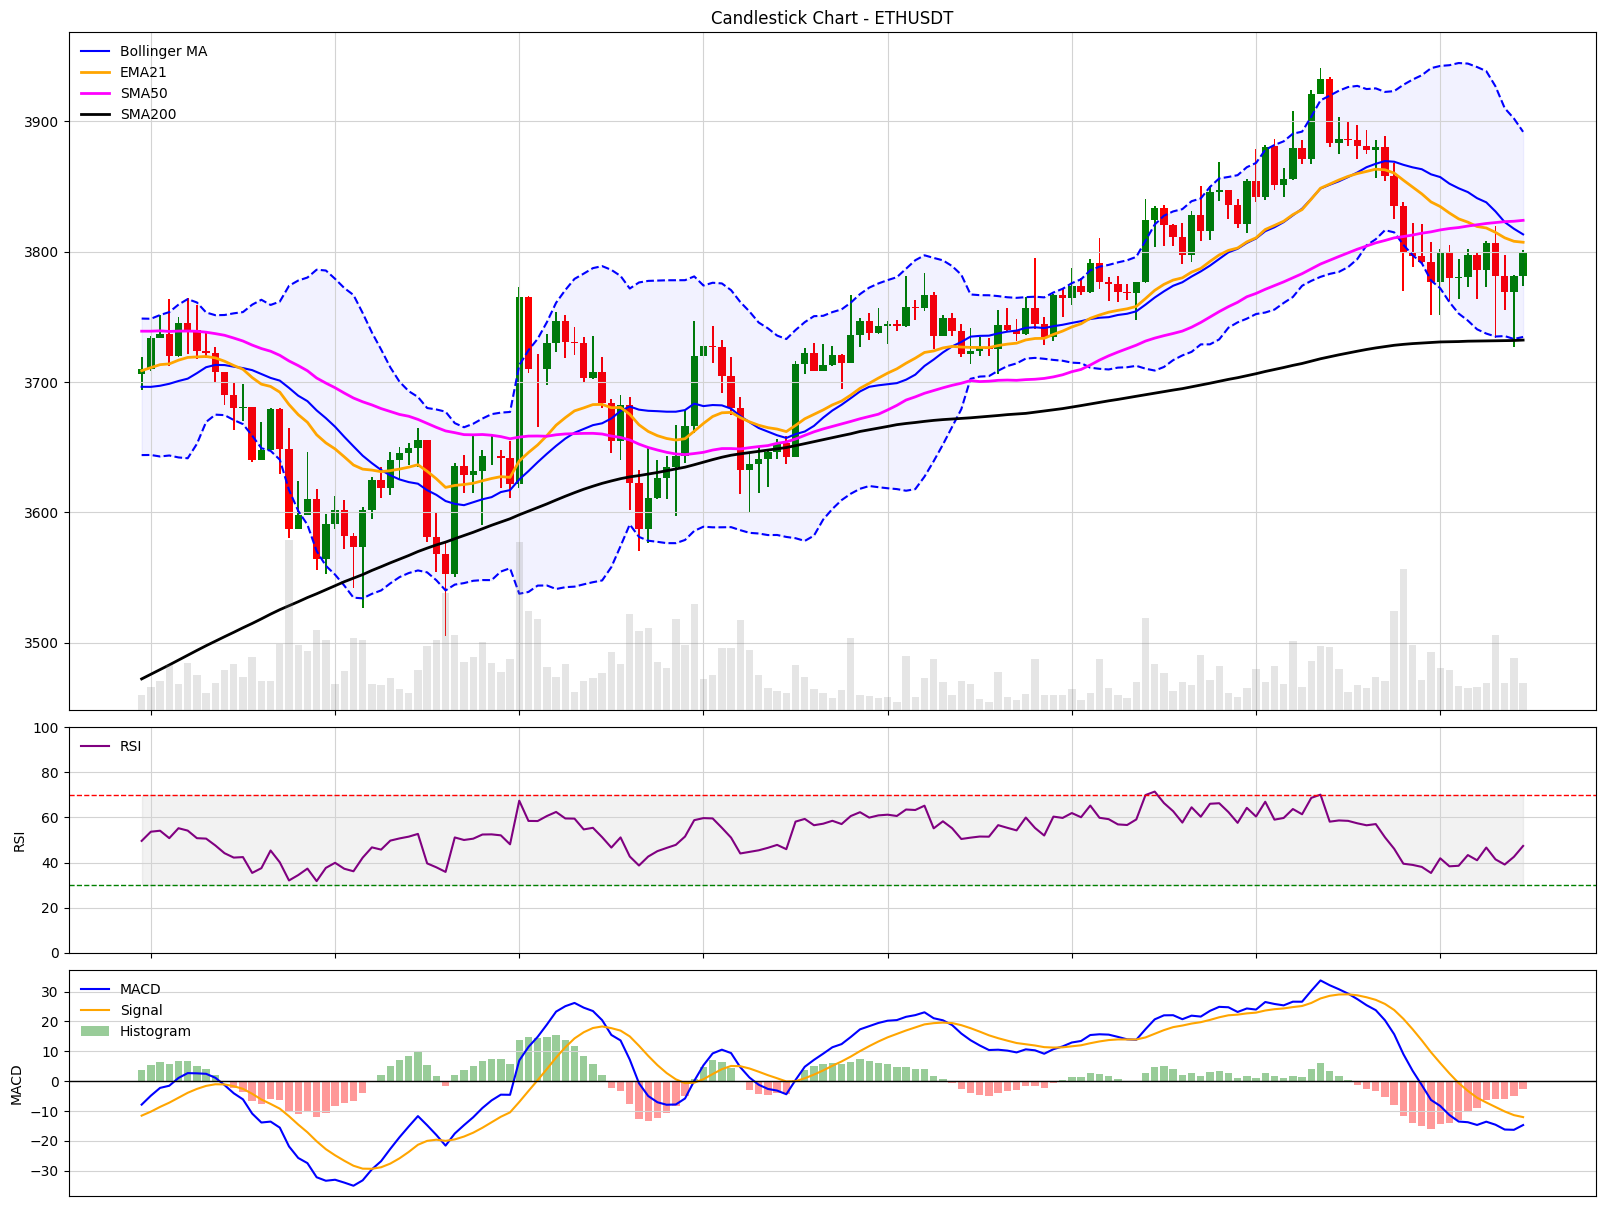 Candlestick Chart - ETHUSDT
Bollinger MA
EMA21
SMA50
SMA200
3900
3800
3700
3600
3500
RSI
100
80
60
40
20
0
RSI
MACD
Signal
Histogram
30
20
10
0
−10
−20
−30
MACD